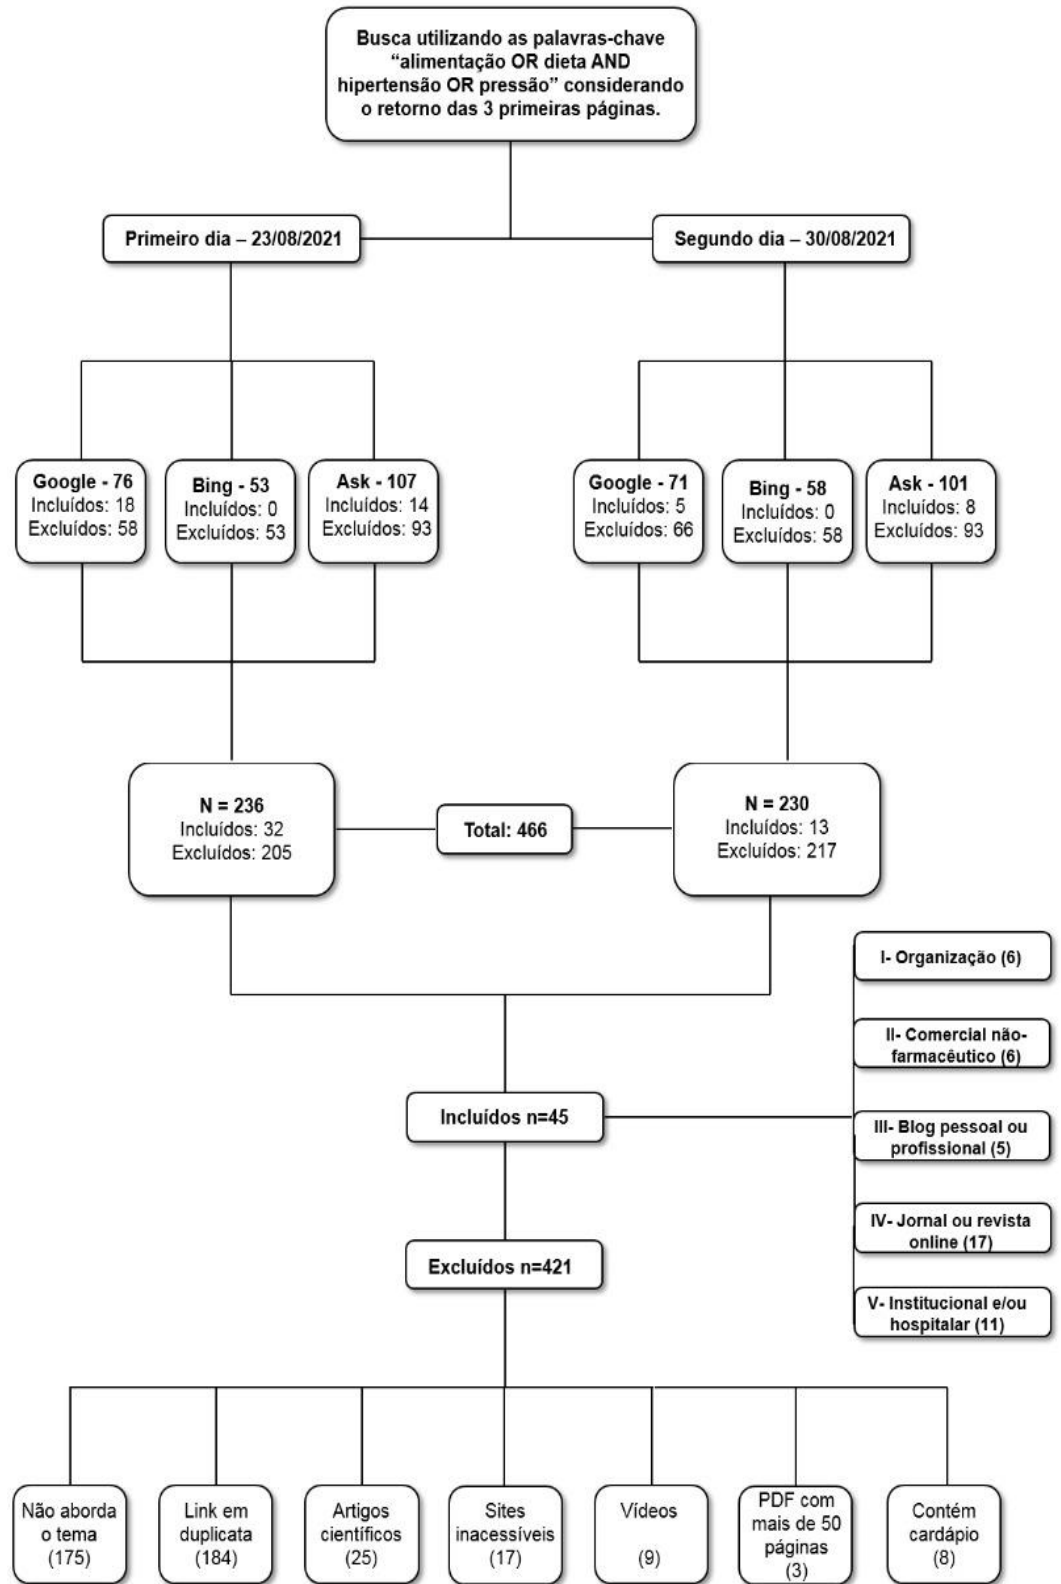 Busca utilizando as palavras-chave
“alimentação OR dieta AND
hipertensão OR pressão” considerando
o retorno das 3 primeiras páginas.
Primeiro dia – 23/08/2021
Segundo dia – 30/08/2021
Google - 76
Incluídos: 18
Excluídos: 58
Bing - 53
Incluídos: 0
Excluídos: 53
Ask - 107
Incluídos: 14
Excluídos: 93
Google - 71
Incluídos: 5
Excluídos: 66
Bing - 58
Incluídos: 0
Excluídos: 58
Ask - 101
Incluídos: 8
Excluídos: 93
N = 236
Incluídos: 32
Excluídos: 205
Total: 466
N = 230
Incluídos: 13
Excluídos: 217
I- Organização (6)
II- Comercial não-
farmacêutico (6)
Incluídos n=45
III- Blog pessoal ou
profissional (5)
IV- Jornal ou revista
online (17)
Excluídos n=421
V- Institucional e/ou
hospitalar (11)
Não aborda
o tema
(175)
Link em
duplicata
(184)
Artigos
científicos
(25)
Sites
inacessíveis
(17)
Vídeos
(9)
PDF com
mais de 50
páginas
(3)
Contém
cardápio
(8)